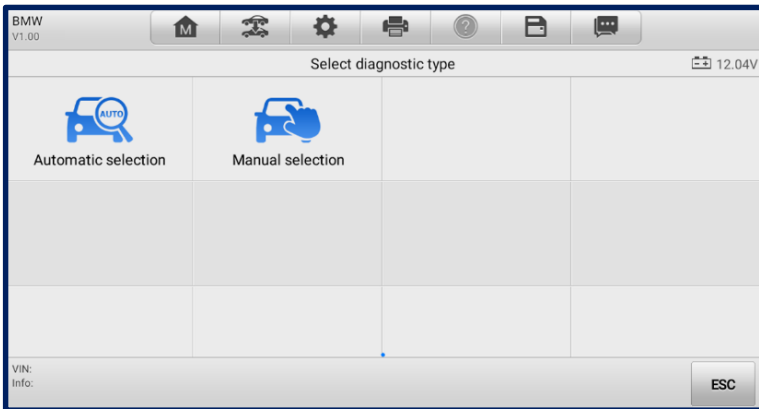 BMW
V1.00
M
?
Select diagnostic type
12.04V
AUTO
Automatic selection
Manual selection
VIN:
Info:
ESC